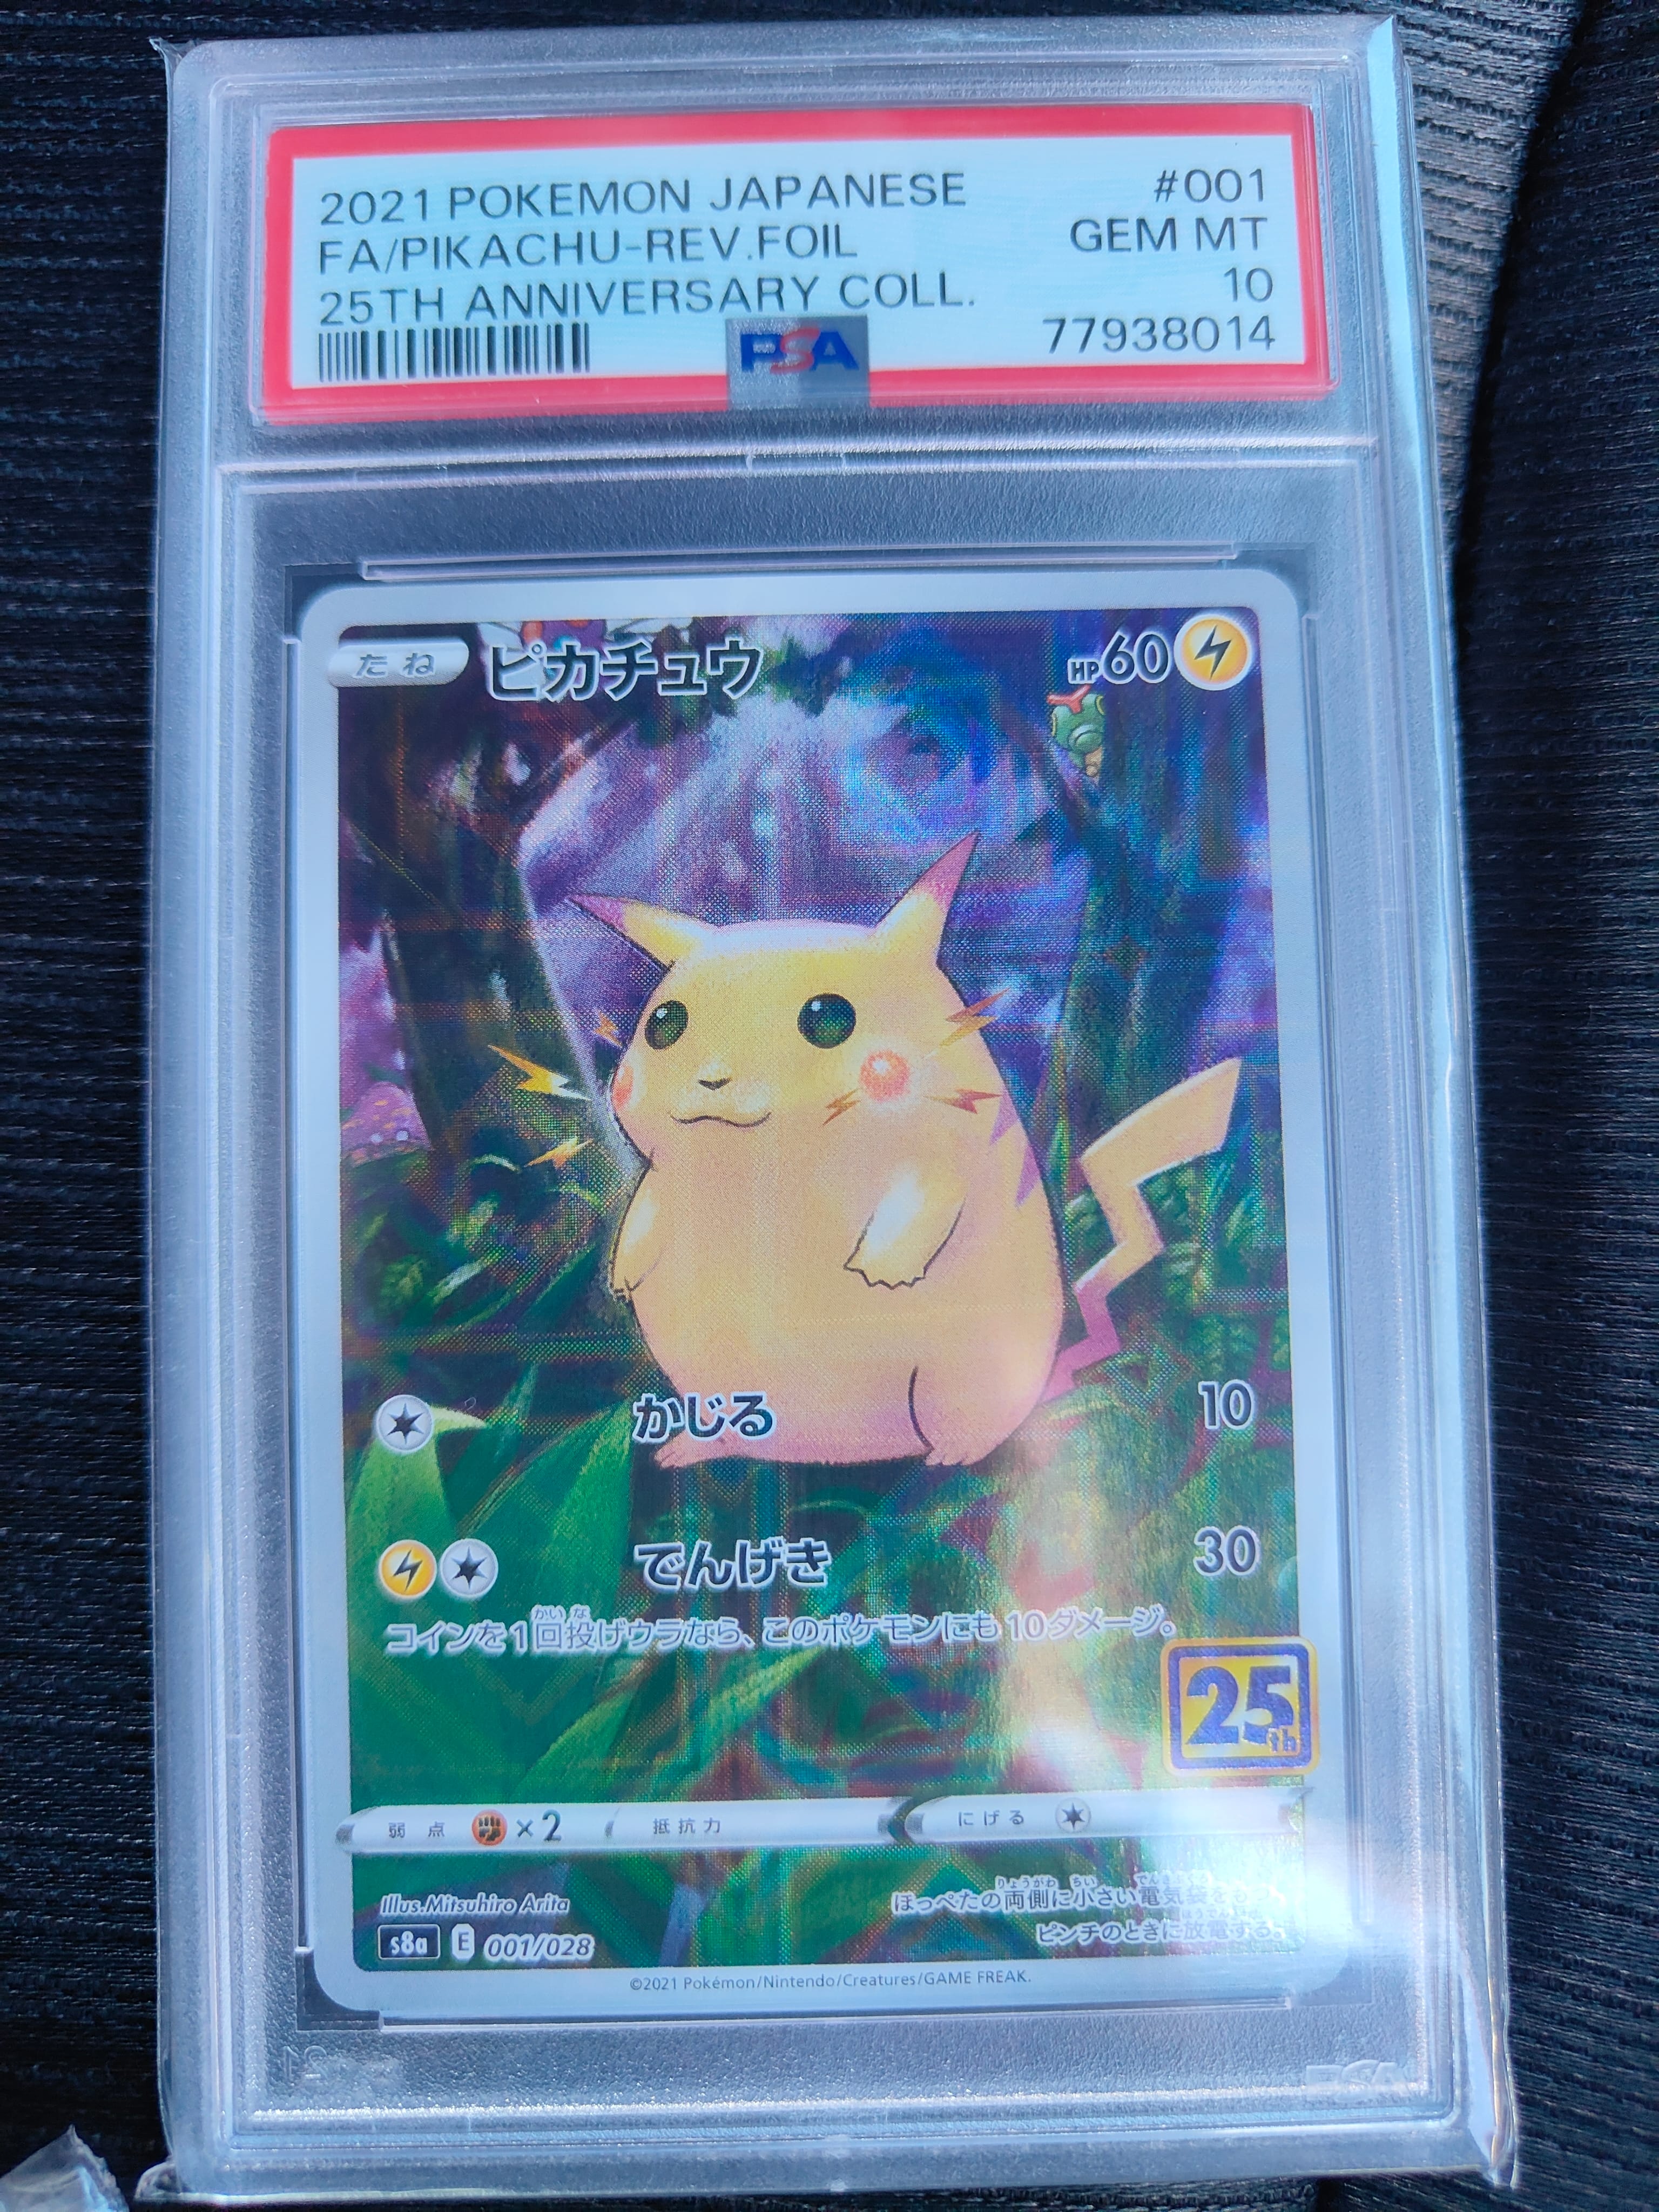 2021 POKEMON JAPANESE #001
FA/PIKACHU-REV.FOIL GEM MT
25TH ANNIVERSARY COLL. 10
PSA 77938014
たね ピカチュウ HP60
かじる 10
でんげき 30
コインを1回投げウラなら、このポケモンにも10ダメージ。
25th
弱点 ×2 抵抗力 にげる
Illus.Mitsuhiro Arita
ほっぺたの両側に小さい電気袋をもつ。
ピンチのときに放電する。
s8a E 001/028
©2021 Pokémon/Nintendo/Creatures/GAME FREAK.
PSA